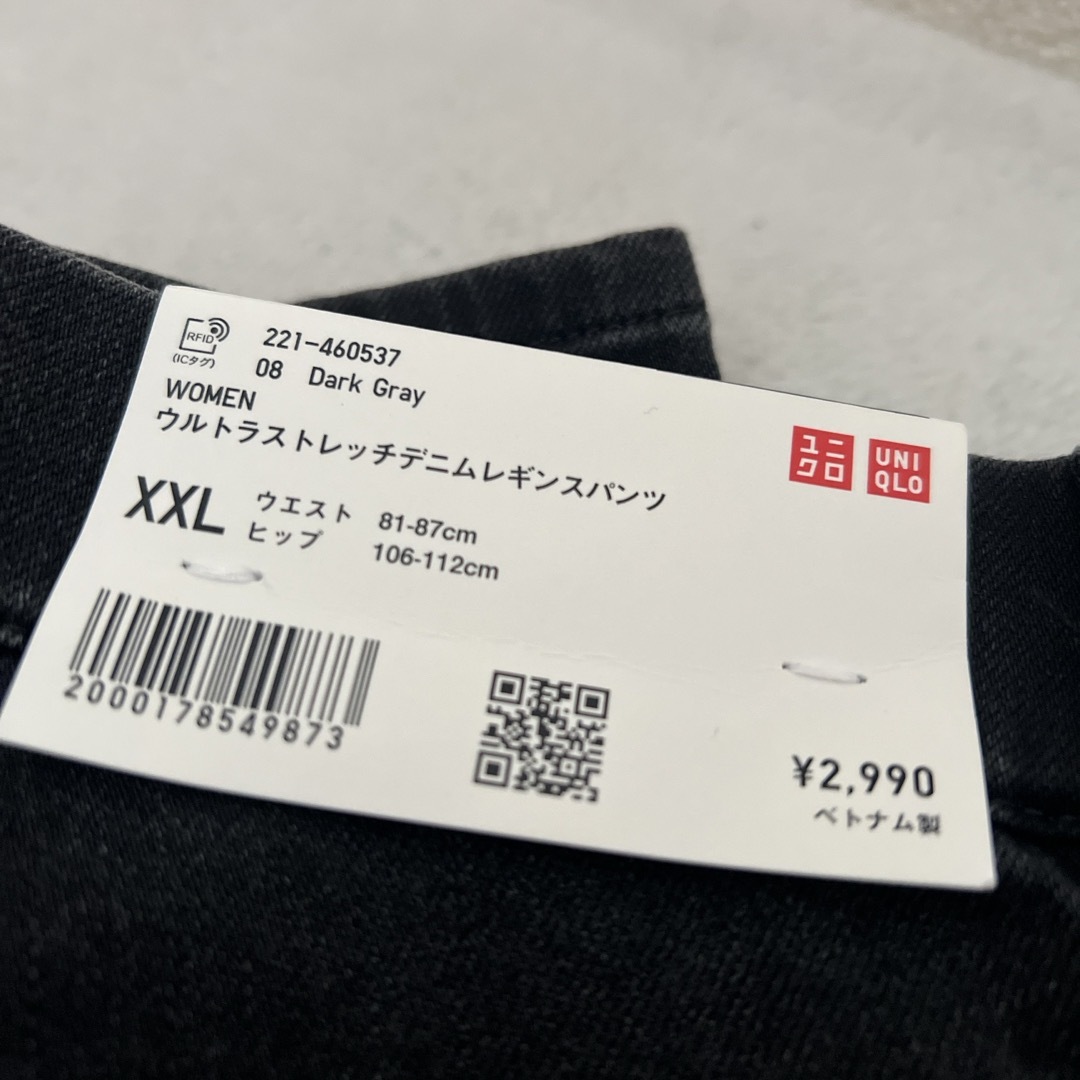 RFID
(ICタグ)
221-460537
08 Dark Gray
WOMEN
ウルトラストレッチデニムレギンスパンツ
XXL
ウエスト 81-87cm
ヒップ 106-112cm
ユニクロ
UNIQLO
2000178549873
¥2,990
ベトナム製